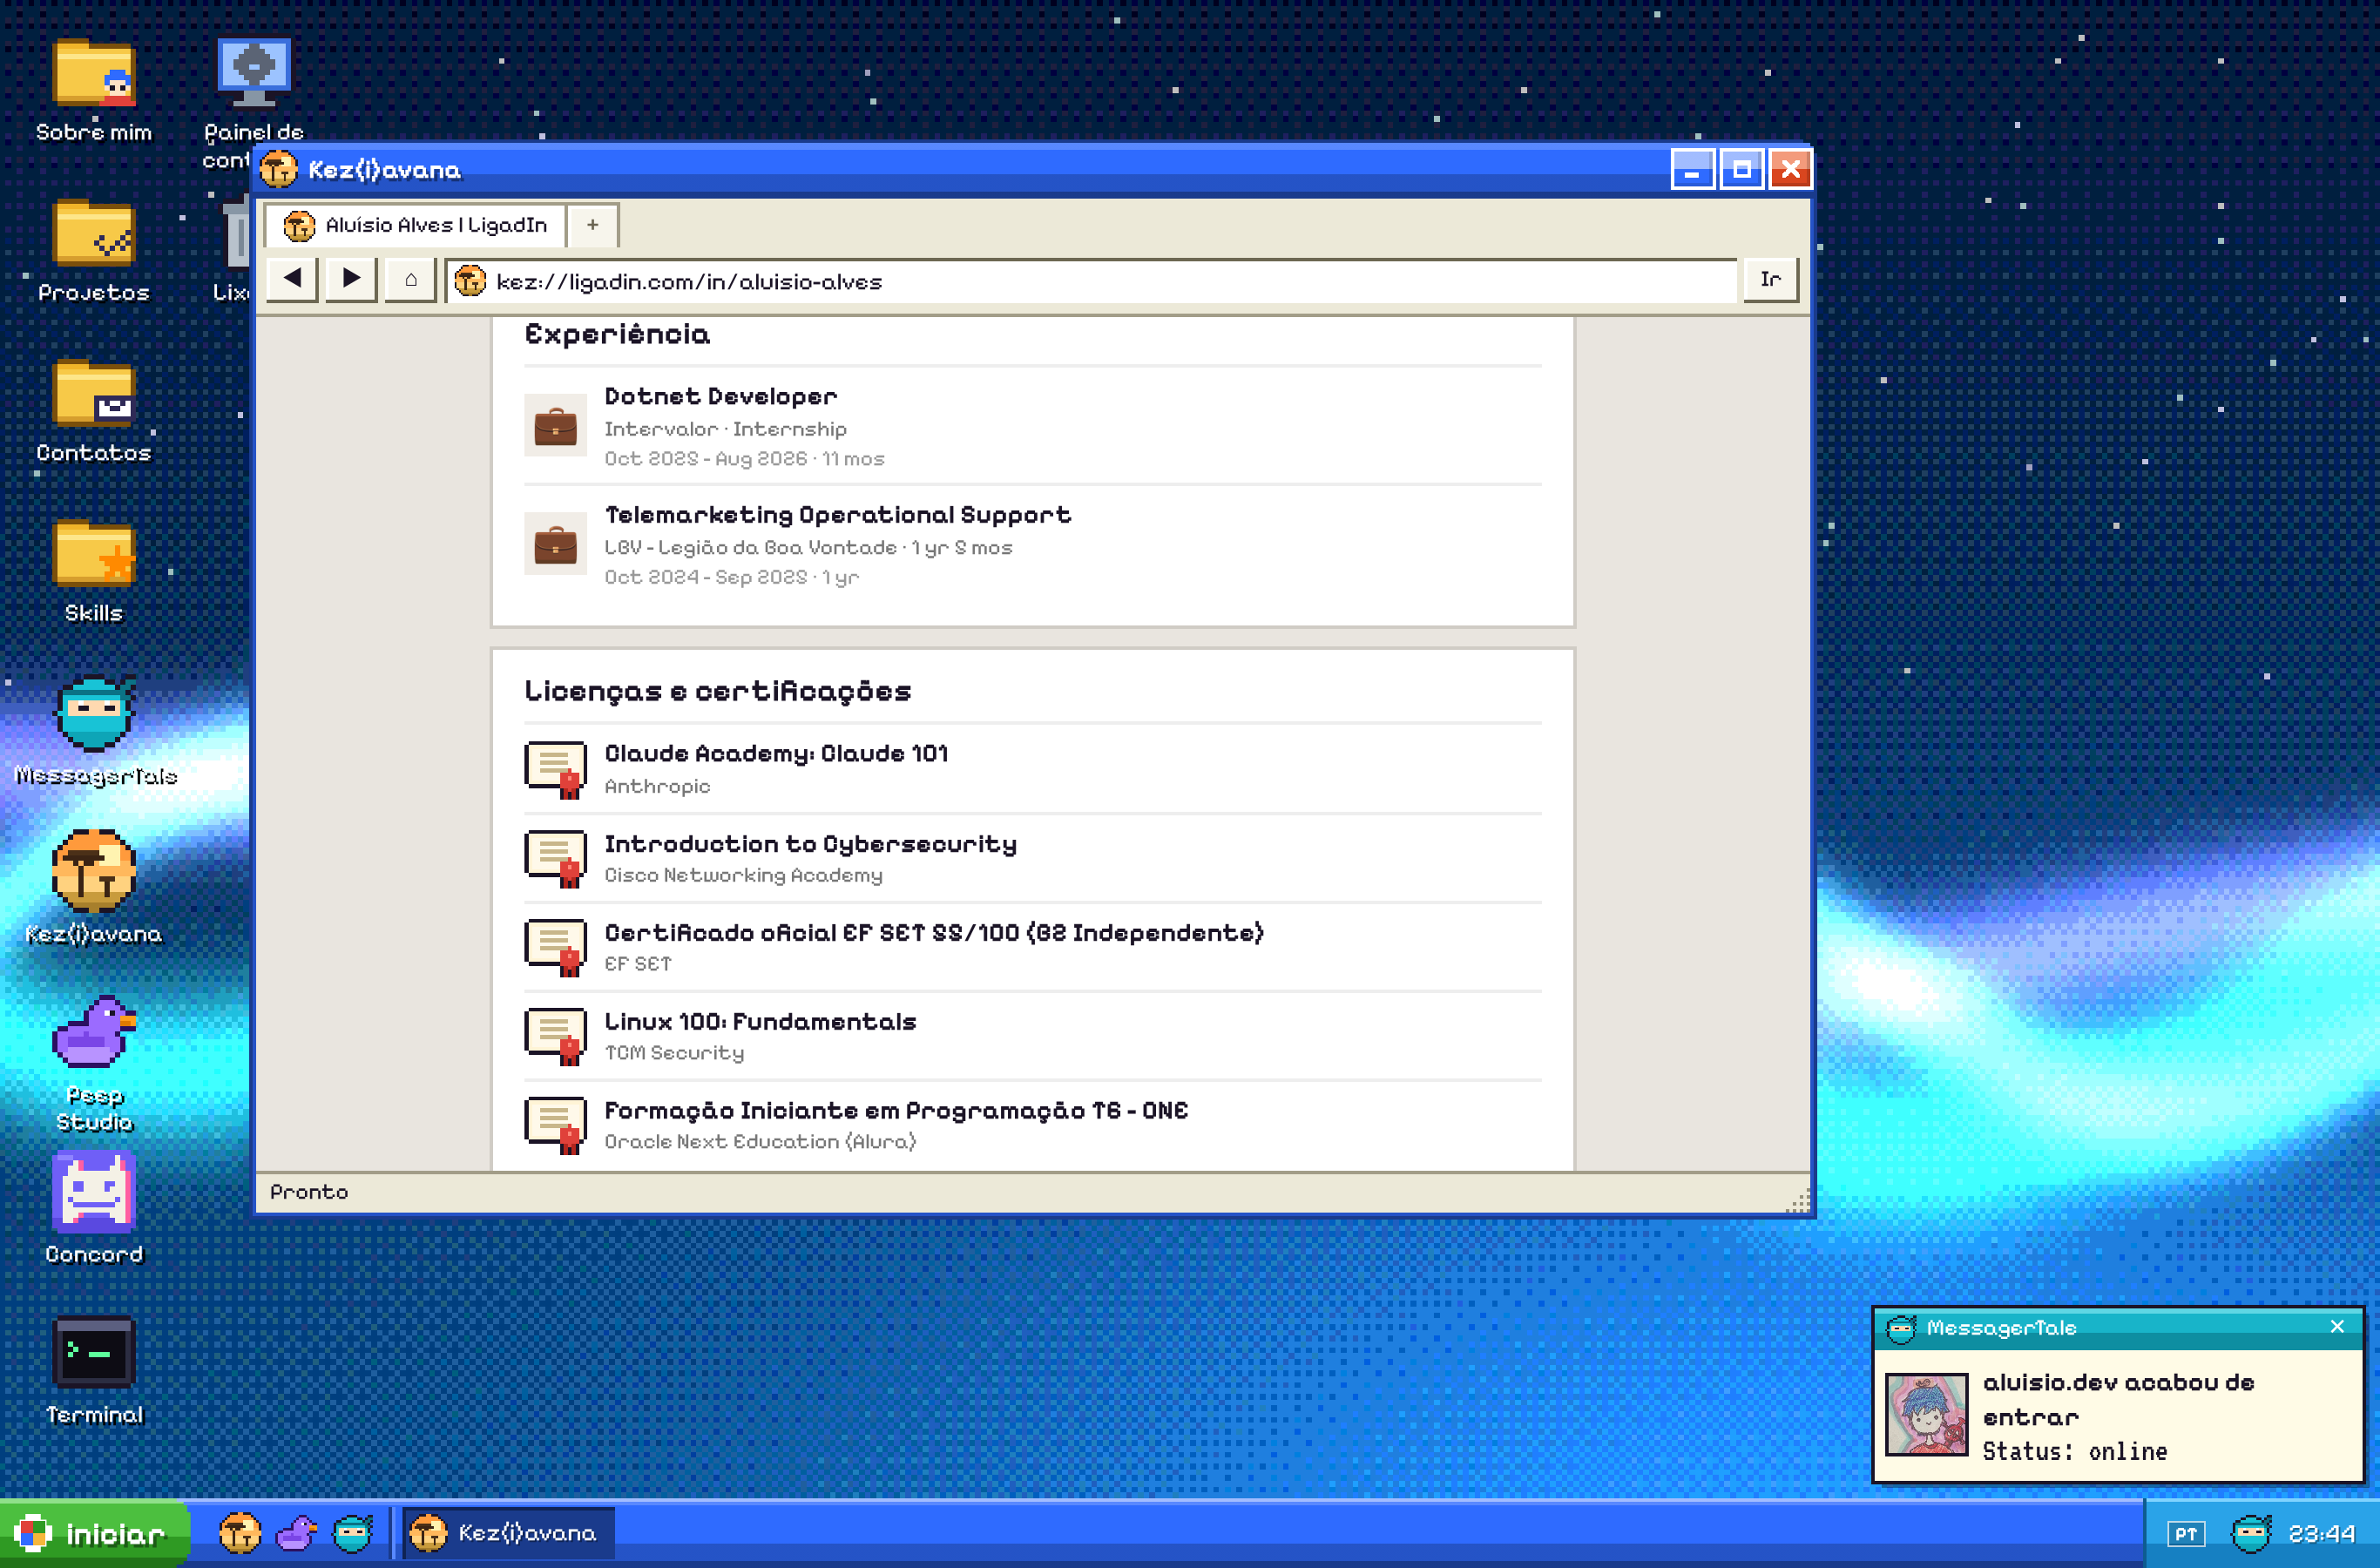 Sobre mim
Painel de
cont
Projetos
Lix
Contatos
Skills
MessagerTale
Kez(i)avana
Peep
Studio
Concord
Terminal
Kez(i)avana
Aluísio Alves | LigadIn
+
kez://ligadin.com/in/aluisio-alves
Ir
Experiência
Dotnet Developer
Intervalor · Internship
Oct 2025 - Aug 2026 · 11 mos
Telemarketing Operational Support
LBV - Legião da Boa Vontade · 1 yr 5 mos
Oct 2024 - Sep 2025 · 1 yr
Licenças e certificações
Claude Academy: Claude 101
Anthropic
Introduction to Cybersecurity
Cisco Networking Academy
Certificado oficial EF SET 55/100 (B2 Independente)
EF SET
Linux 100: Fundamentals
TCM Security
Formação Iniciante em Programação T6 - ONE
Oracle Next Education (Alura)
Pronto
MessagerTale
aluisio.dev acabou de
entrar
Status: online
iniciar
Kez(i)avana
PT
23:44